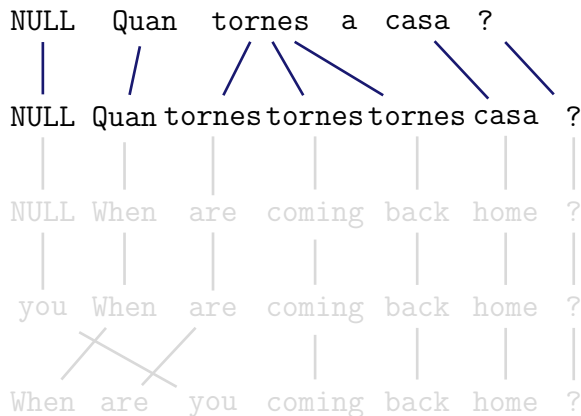 NULL Quan tornes a casa ?
NULL Quan tornes tornes tornes casa ?
NULL When are coming back home ?
you When are coming back home ?
When are you coming back home ?